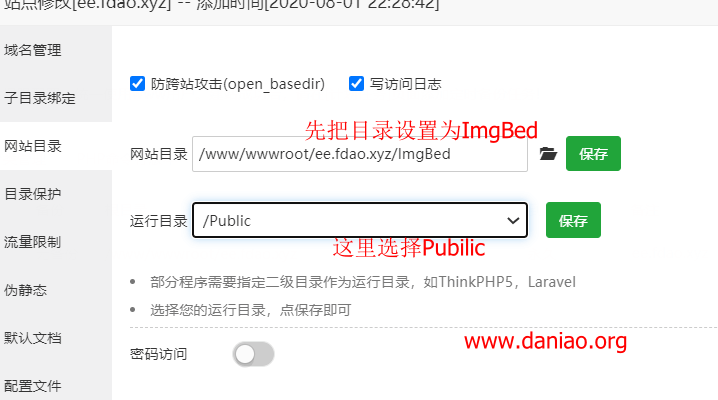 站点修改[ee.fdao.xyz] -- 添加时间[2020-08-01 22:28:42]
域名管理
子目录绑定
网站目录
目录保护
流量限制
伪静态
默认文档
配置文件
防跨站攻击(open_basedir) 写访问日志
先把目录设置为ImgBed
网站目录 /www/wwwroot/ee.fdao.xyz/ImgBed 保存
运行目录 /Public 保存
这里选择Pubilic
部分程序需要指定二级目录作为运行目录，如ThinkPHP5，Laravel
选择您的运行目录，点保存即可
www.daniao.org
密码访问